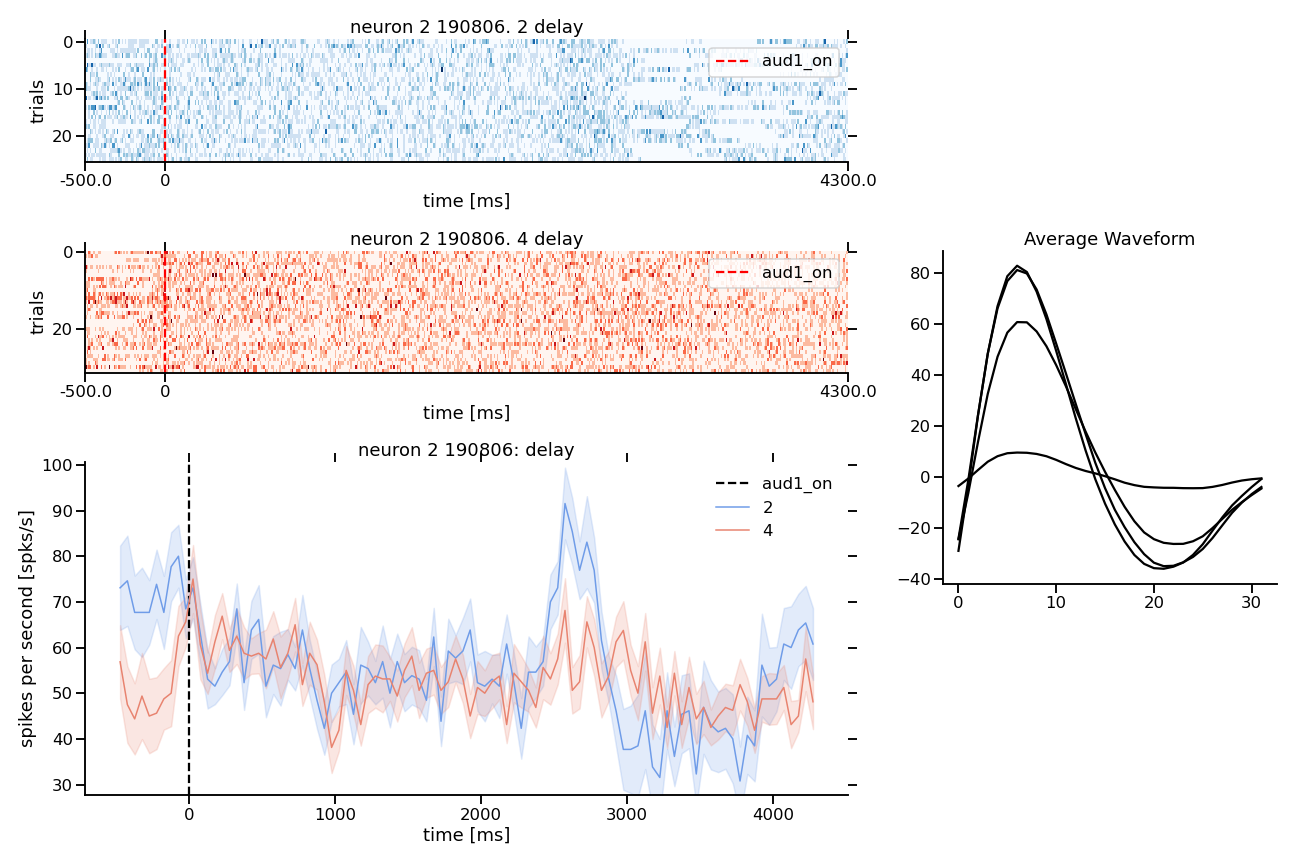 neuron 2 190806. 2 delay
0
10
20
trials
aud1_on
-500.0
0
4300.0
time [ms]
neuron 2 190806. 4 delay
0
20
trials
aud1_on
-500.0
0
4300.0
time [ms]
neuron 2 190806: delay
100
90
80
70
60
50
40
30
spikes per second [spks/s]
aud1_on
2
4
0
1000
2000
3000
4000
time [ms]
Average Waveform
80
60
40
20
0
−20
−40
0
10
20
30